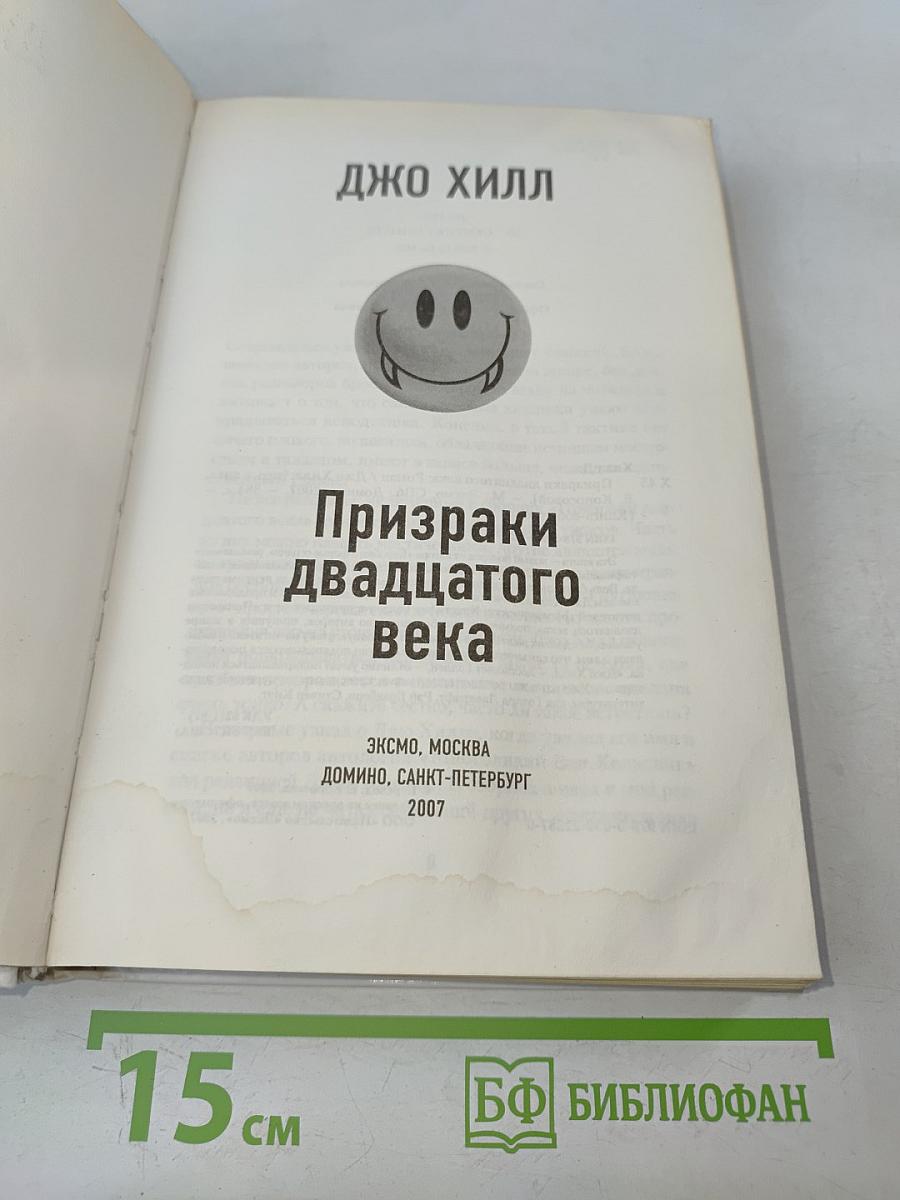 ДЖО ХИЛЛ
Призраки
двадцатого
века
ЭКСМО, МОСКВА
ДОМИНО, САНКТ-ПЕТЕРБУРГ
2007
15 см
БФ БИБЛИОФАН